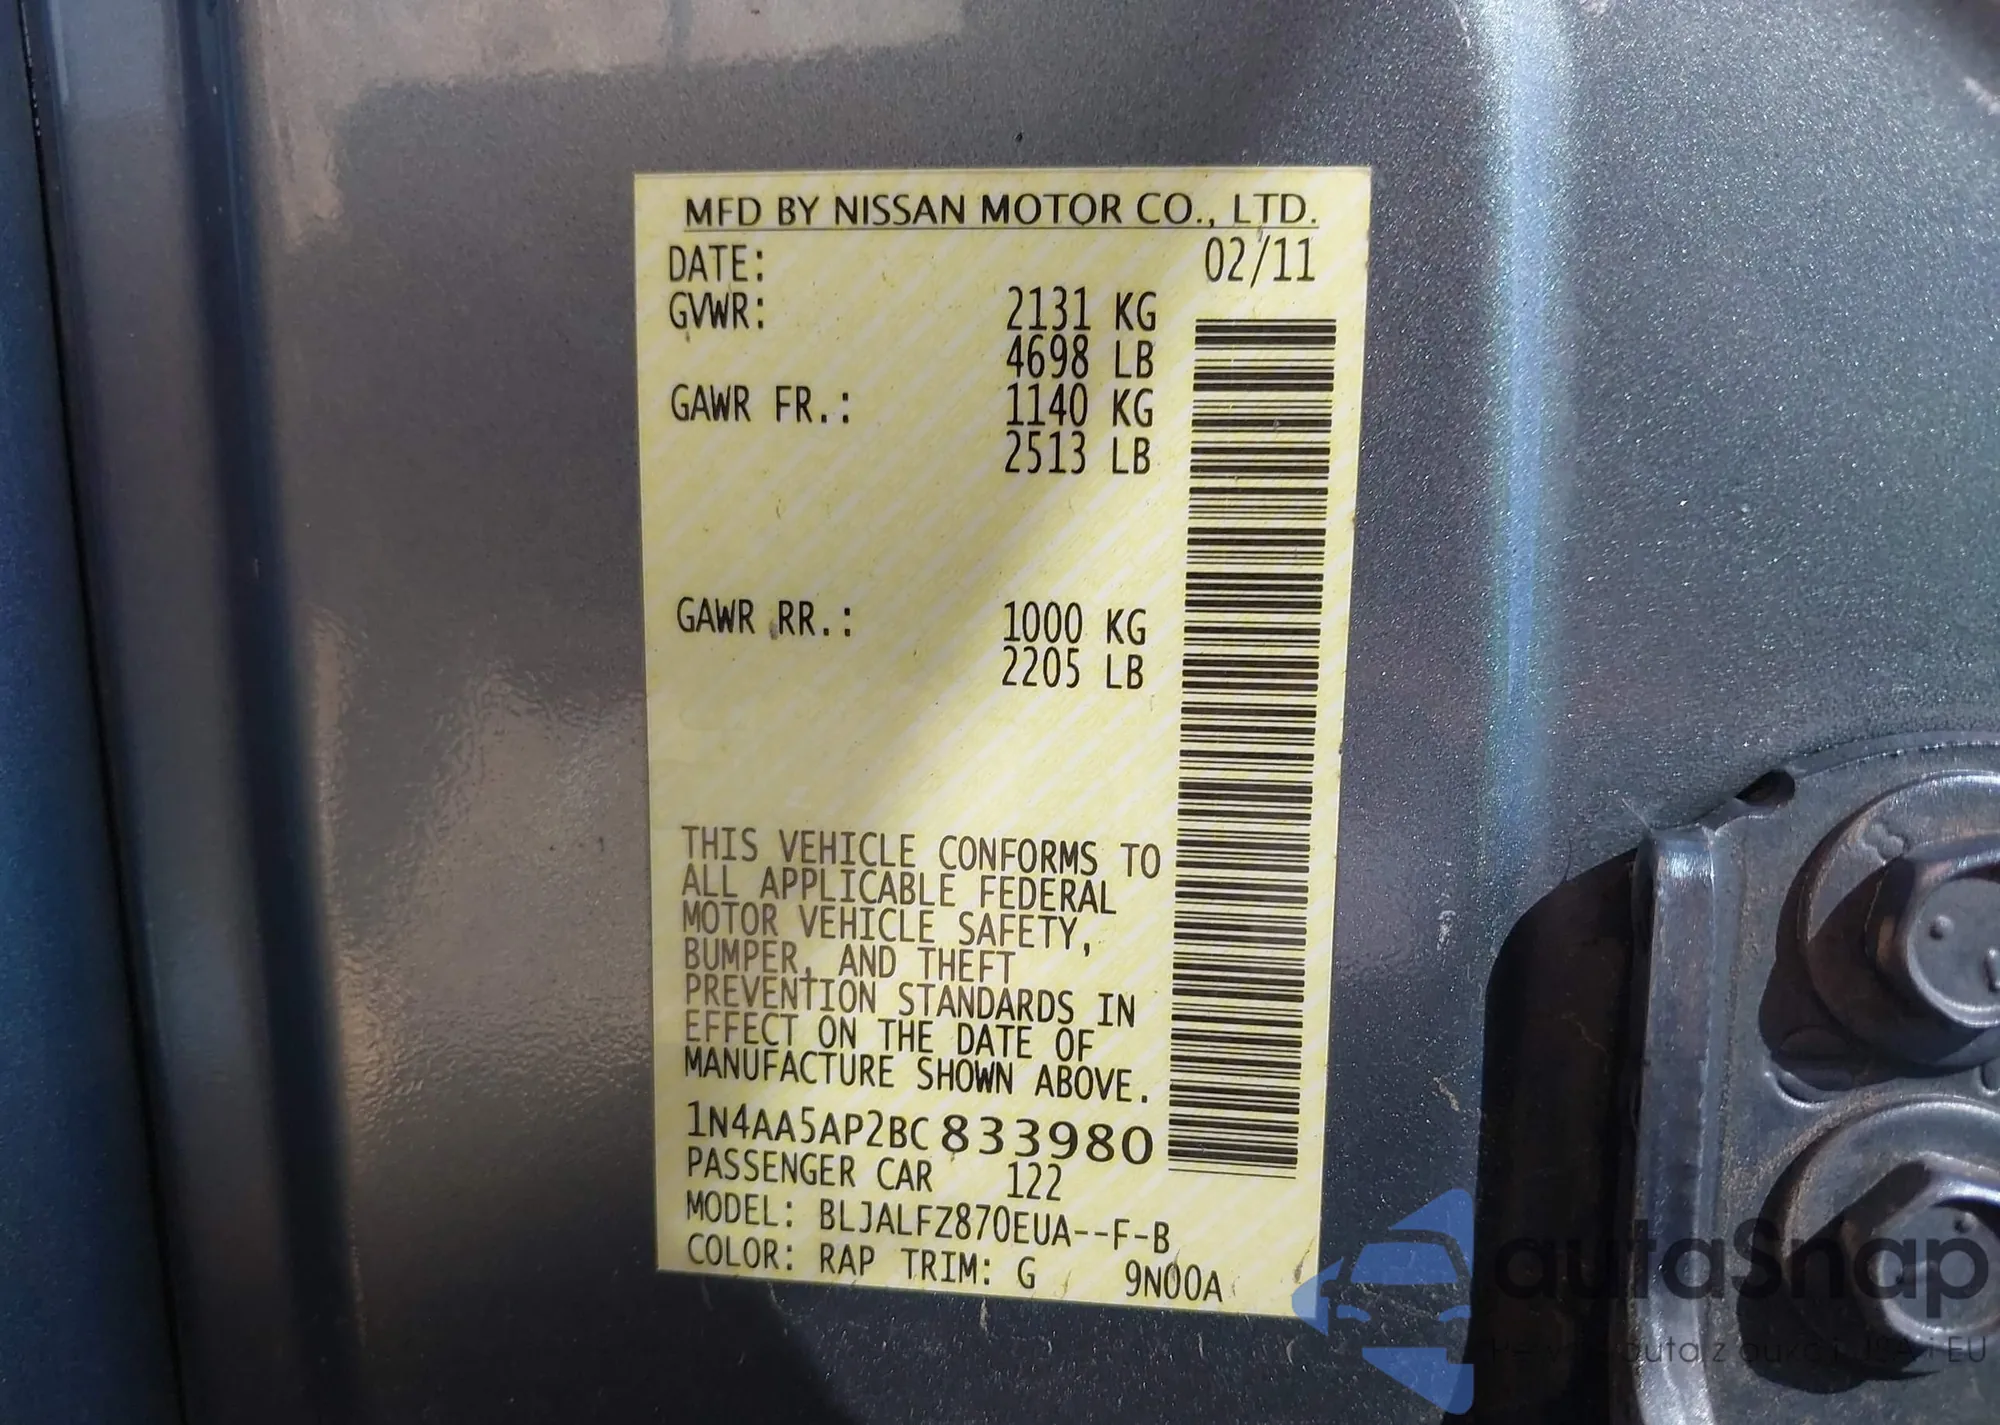 MFD BY NISSAN MOTOR CO., LTD.
DATE: 02/11
GVWR: 2131 KG
4698 LB
GAWR FR.: 1140 KG
2513 LB
GAWR RR.: 1000 KG
2205 LB
THIS VEHICLE CONFORMS TO
ALL APPLICABLE FEDERAL
MOTOR VEHICLE SAFETY,
BUMPER, AND THEFT
PREVENTION STANDARDS IN
EFFECT ON THE DATE OF
MANUFACTURE SHOWN ABOVE.
1N4AA5AP2BC833980
PASSENGER CAR 122
MODEL: BLJALFZ870EUA--F-B
COLOR: RAP TRIM: G 9N00A
autaSnap
auta z EU